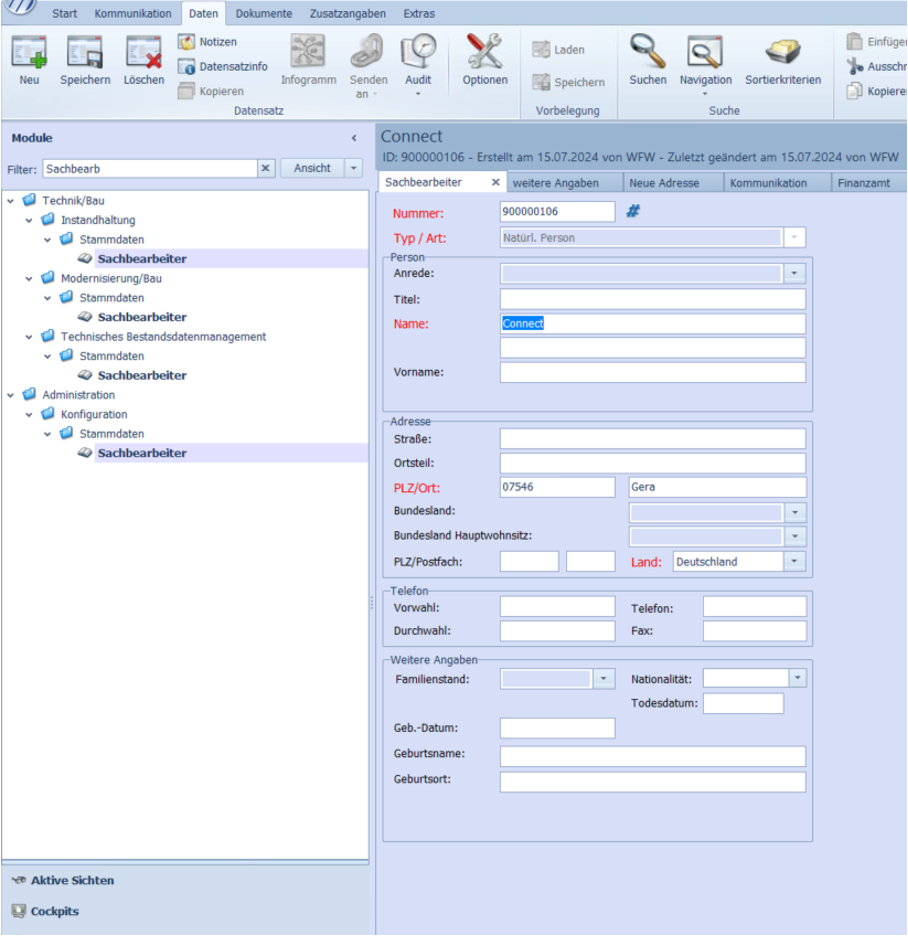 Start Kommunikation Daten Dokumente Zusatzangaben Extras
Neu Speichern Löschen
Notizen
Datensatzinfo
Kopieren
Infogramm Senden an Audit
Datensatz
Optionen
Laden
Speichern
Vorbelegung
Suchen Navigation Sortierkriterien
Suche
Kopieren
Module
Filter: Sachbearb Ansicht
Technik/Bau
Instandhaltung
Stammdaten
Sachbearbeiter
Modernisierung/Bau
Stammdaten
Sachbearbeiter
Technisches Bestandsdatenmanagement
Stammdaten
Sachbearbeiter
Administration
Konfiguration
Stammdaten
Sachbearbeiter
Aktive Sichten
Cockpits
Connect
ID: 900000106 - Erstellt am 15.07.2024 von WFW - Zuletzt geändert am 15.07.2024 von WFW
Sachbearbeiter x weitere Angaben Neue Adresse Kommunikation Finanzamt
Nummer: 900000106 #
Typ / Art: Natürl. Person
Person
Anrede:
Titel:
Name: Connect
Vorname:
Adresse
Straße:
Ortsteil:
PLZ/Ort: 07546 Gera
Bundesland:
Bundesland Hauptwohnsitz:
PLZ/Postfach: Land: Deutschland
Telefon
Vorwahl: Telefon:
Durchwahl: Fax:
Weitere Angaben
Familienstand: Nationalität:
Todesdatum:
Geb.-Datum:
Geburtsname:
Geburtsort: